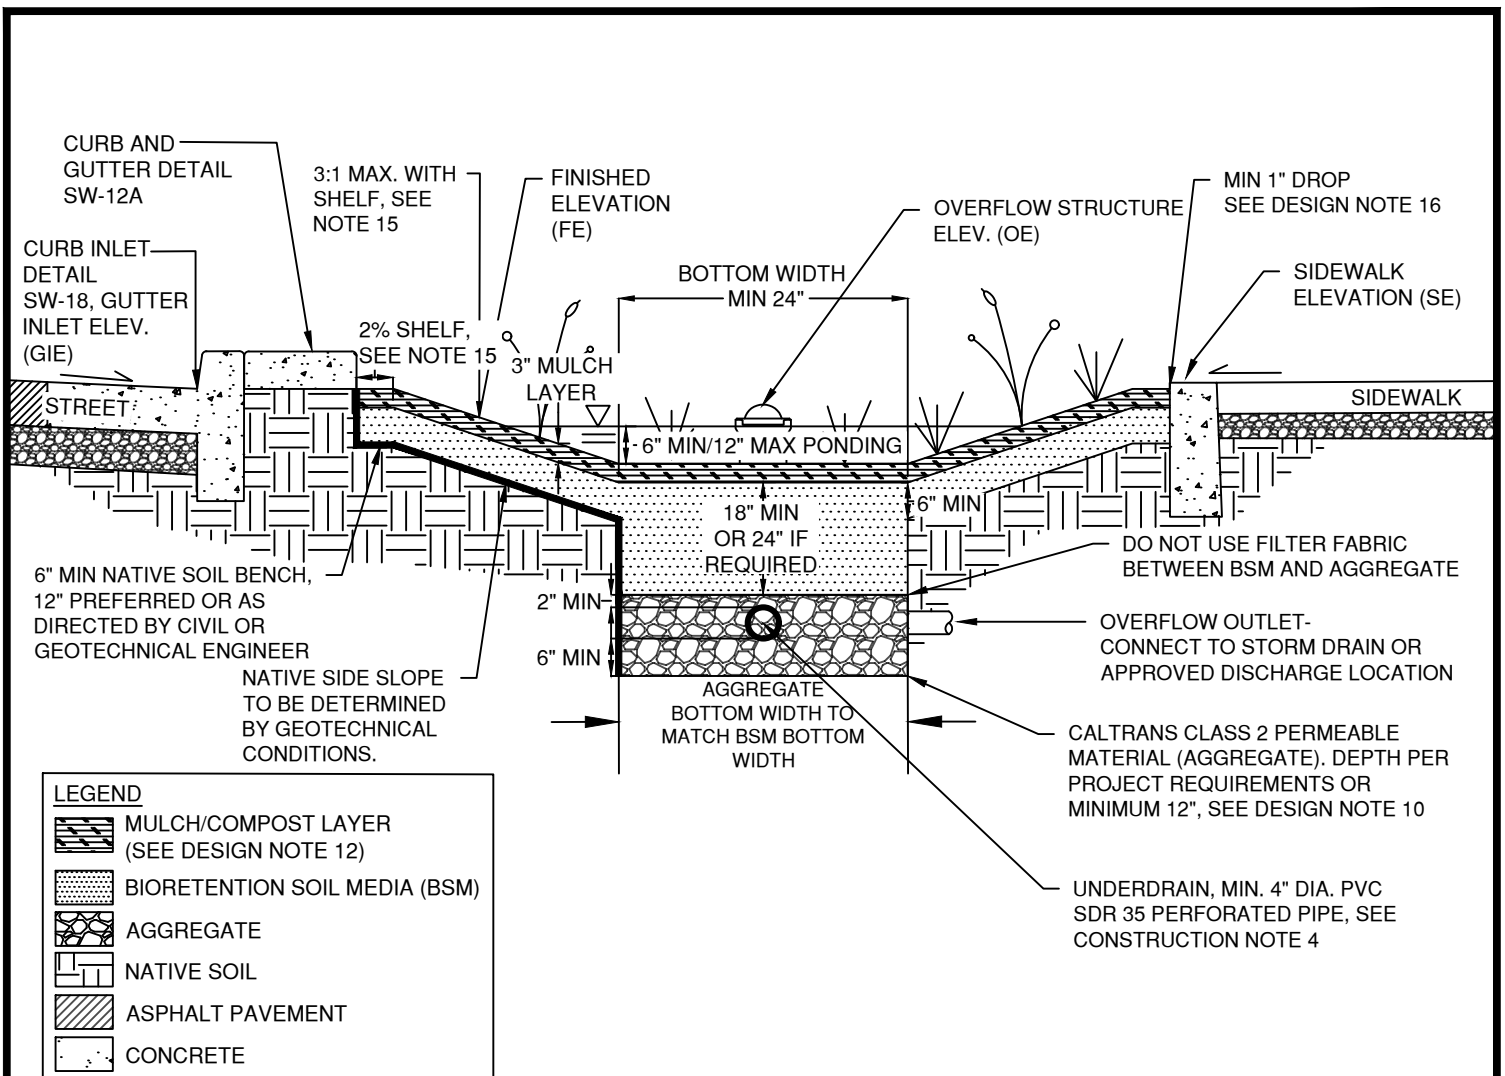 CURB AND
GUTTER DETAIL
SW-12A
3:1 MAX. WITH
SHELF, SEE
NOTE 15
FINISHED
ELEVATION
(FE)
OVERFLOW STRUCTURE
ELEV. (OE)
MIN 1" DROP
SEE DESIGN NOTE 16
CURB INLET
DETAIL
SW-18, GUTTER
INLET ELEV.
(GIE)
BOTTOM WIDTH
MIN 24"
SIDEWALK
ELEVATION (SE)
2% SHELF,
SEE NOTE 15
3" MULCH
LAYER
STREET
SIDEWALK
6" MIN/12" MAX PONDING
18" MIN
OR 24" IF
REQUIRED
6" MIN
DO NOT USE FILTER FABRIC
BETWEEN BSM AND AGGREGATE
6" MIN NATIVE SOIL BENCH,
12" PREFERRED OR AS
DIRECTED BY CIVIL OR
GEOTECHNICAL ENGINEER
2" MIN
6" MIN
OVERFLOW OUTLET-
CONNECT TO STORM DRAIN OR
APPROVED DISCHARGE LOCATION
NATIVE SIDE SLOPE
TO BE DETERMINED
BY GEOTECHNICAL
CONDITIONS.
AGGREGATE
BOTTOM WIDTH TO
MATCH BSM BOTTOM
WIDTH
CALTRANS CLASS 2 PERMEABLE
MATERIAL (AGGREGATE). DEPTH PER
PROJECT REQUIREMENTS OR
MINIMUM 12", SEE DESIGN NOTE 10
UNDERDRAIN, MIN. 4" DIA. PVC
SDR 35 PERFORATED PIPE, SEE
CONSTRUCTION NOTE 4
LEGEND
MULCH/COMPOST LAYER
(SEE DESIGN NOTE 12)
BIORETENTION SOIL MEDIA (BSM)
AGGREGATE
NATIVE SOIL
ASPHALT PAVEMENT
CONCRETE